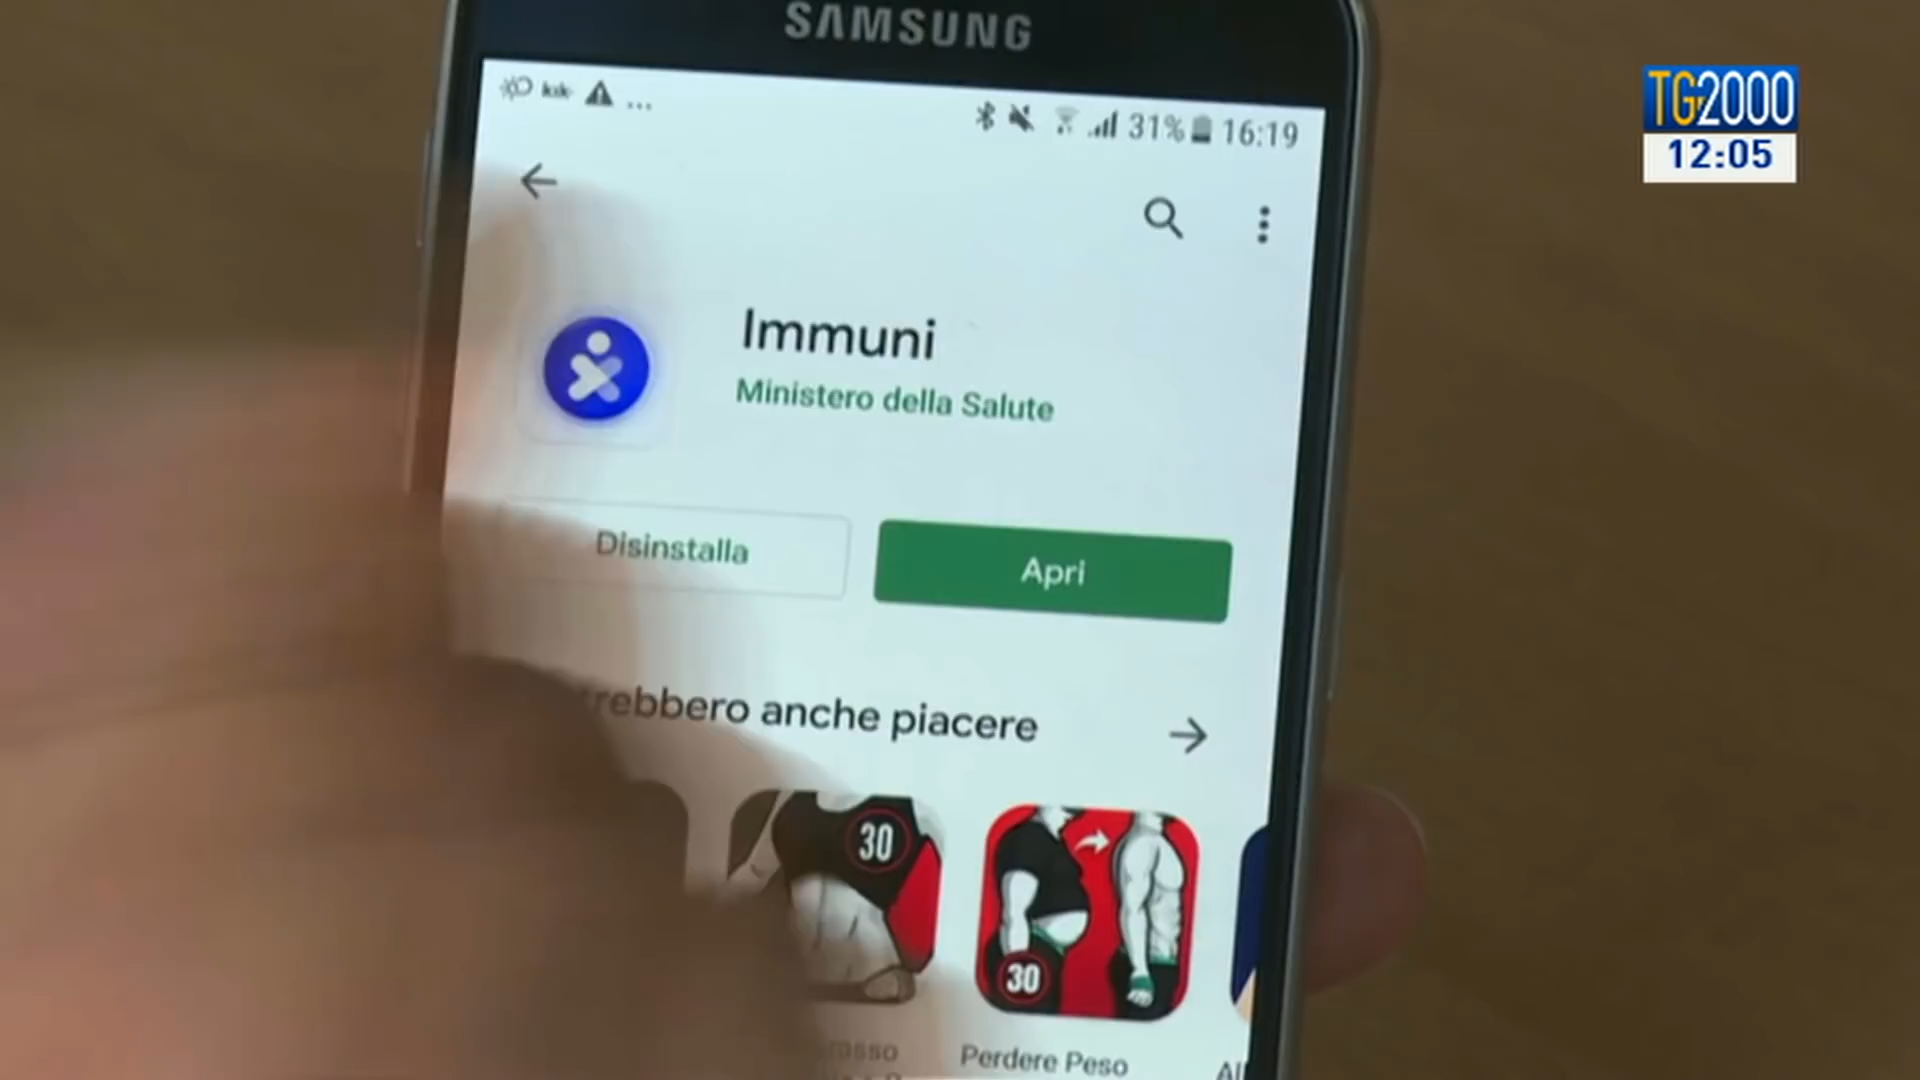 SAMSUNG
TG2000
12:05
kik
31% 16:19
Immuni
Ministero della Salute
Disinstalla
Apri
anche piacere
30
30
Perdere Peso